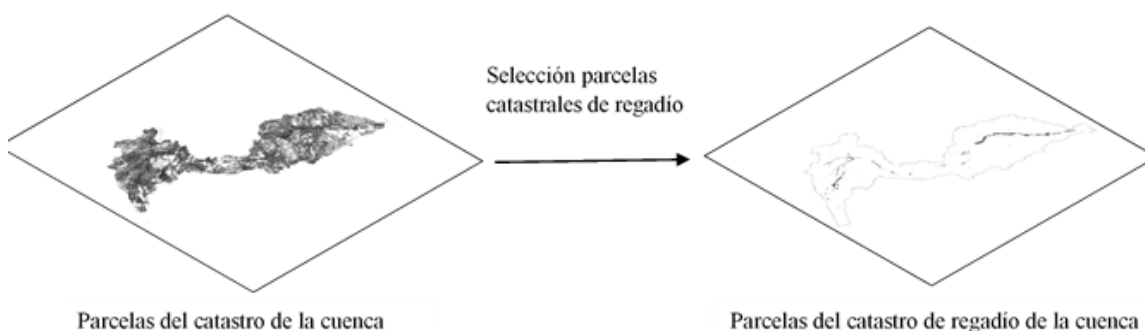 Selección parcelas
catastrales de regadío
Parcelas del catastro de la cuenca
Parcelas del catastro de regadío de la cuenca